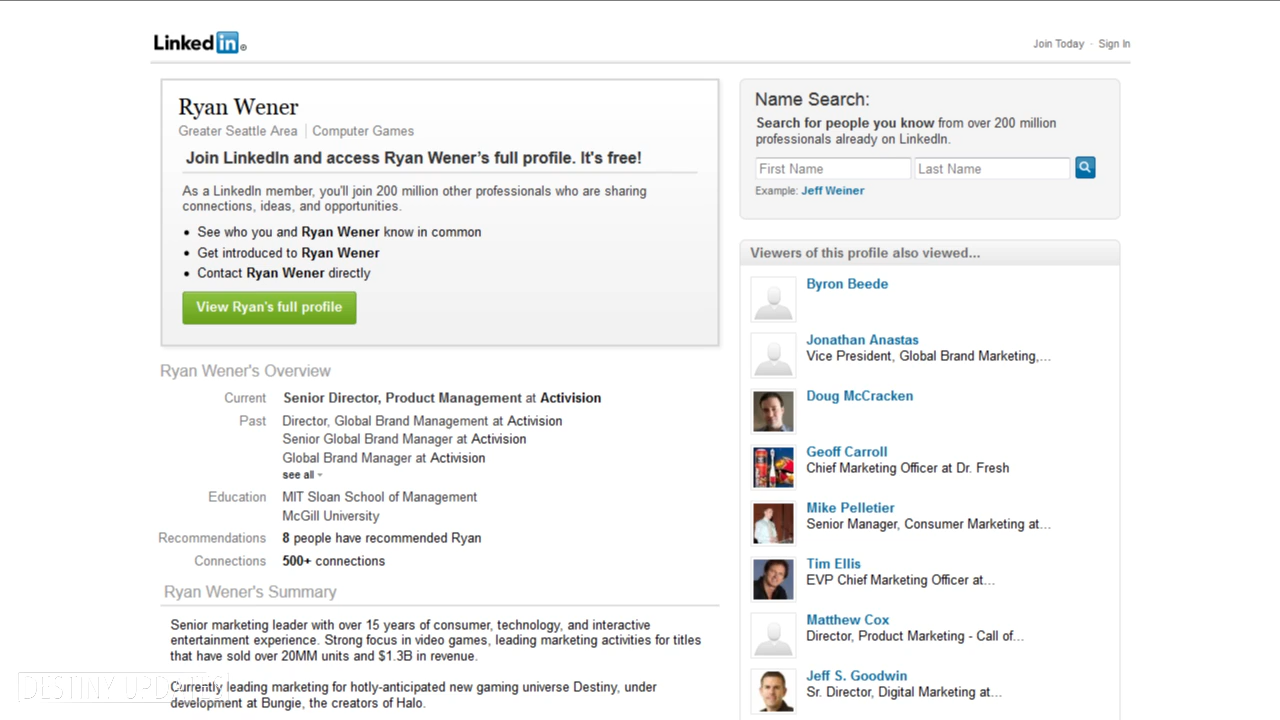 Linked in
Join Today · Sign In
Ryan Wener
Greater Seattle Area | Computer Games
Join LinkedIn and access Ryan Wener's full profile. It's free!
As a LinkedIn member, you'll join 200 million other professionals who are sharing
connections, ideas, and opportunities.
• See who you and Ryan Wener know in common
• Get introduced to Ryan Wener
• Contact Ryan Wener directly
View Ryan's full profile
Ryan Wener's Overview
Current Senior Director, Product Management at Activision
Past Director, Global Brand Management at Activision
Senior Global Brand Manager at Activision
Global Brand Manager at Activision
see all
Education MIT Sloan School of Management
McGill University
Recommendations 8 people have recommended Ryan
Connections 500+ connections
Ryan Wener's Summary
Senior marketing leader with over 15 years of consumer, technology, and interactive
entertainment experience. Strong focus in video games, leading marketing activities for titles
that have sold over 20MM units and $1.3B in revenue.
Currently leading marketing for hotly-anticipated new gaming universe Destiny, under
development at Bungie, the creators of Halo.
DESTINY UPDATE
Name Search:
Search for people you know from over 200 million
professionals already on LinkedIn.
First Name Last Name
Example: Jeff Weiner
Viewers of this profile also viewed...
Byron Beede
Jonathan Anastas
Vice President, Global Brand Marketing,...
Doug McCracken
Geoff Carroll
Chief Marketing Officer at Dr. Fresh
Mike Pelletier
Senior Manager, Consumer Marketing at...
Tim Ellis
EVP Chief Marketing Officer at...
Matthew Cox
Director, Product Marketing - Call of...
Jeff S. Goodwin
Sr. Director, Digital Marketing at...